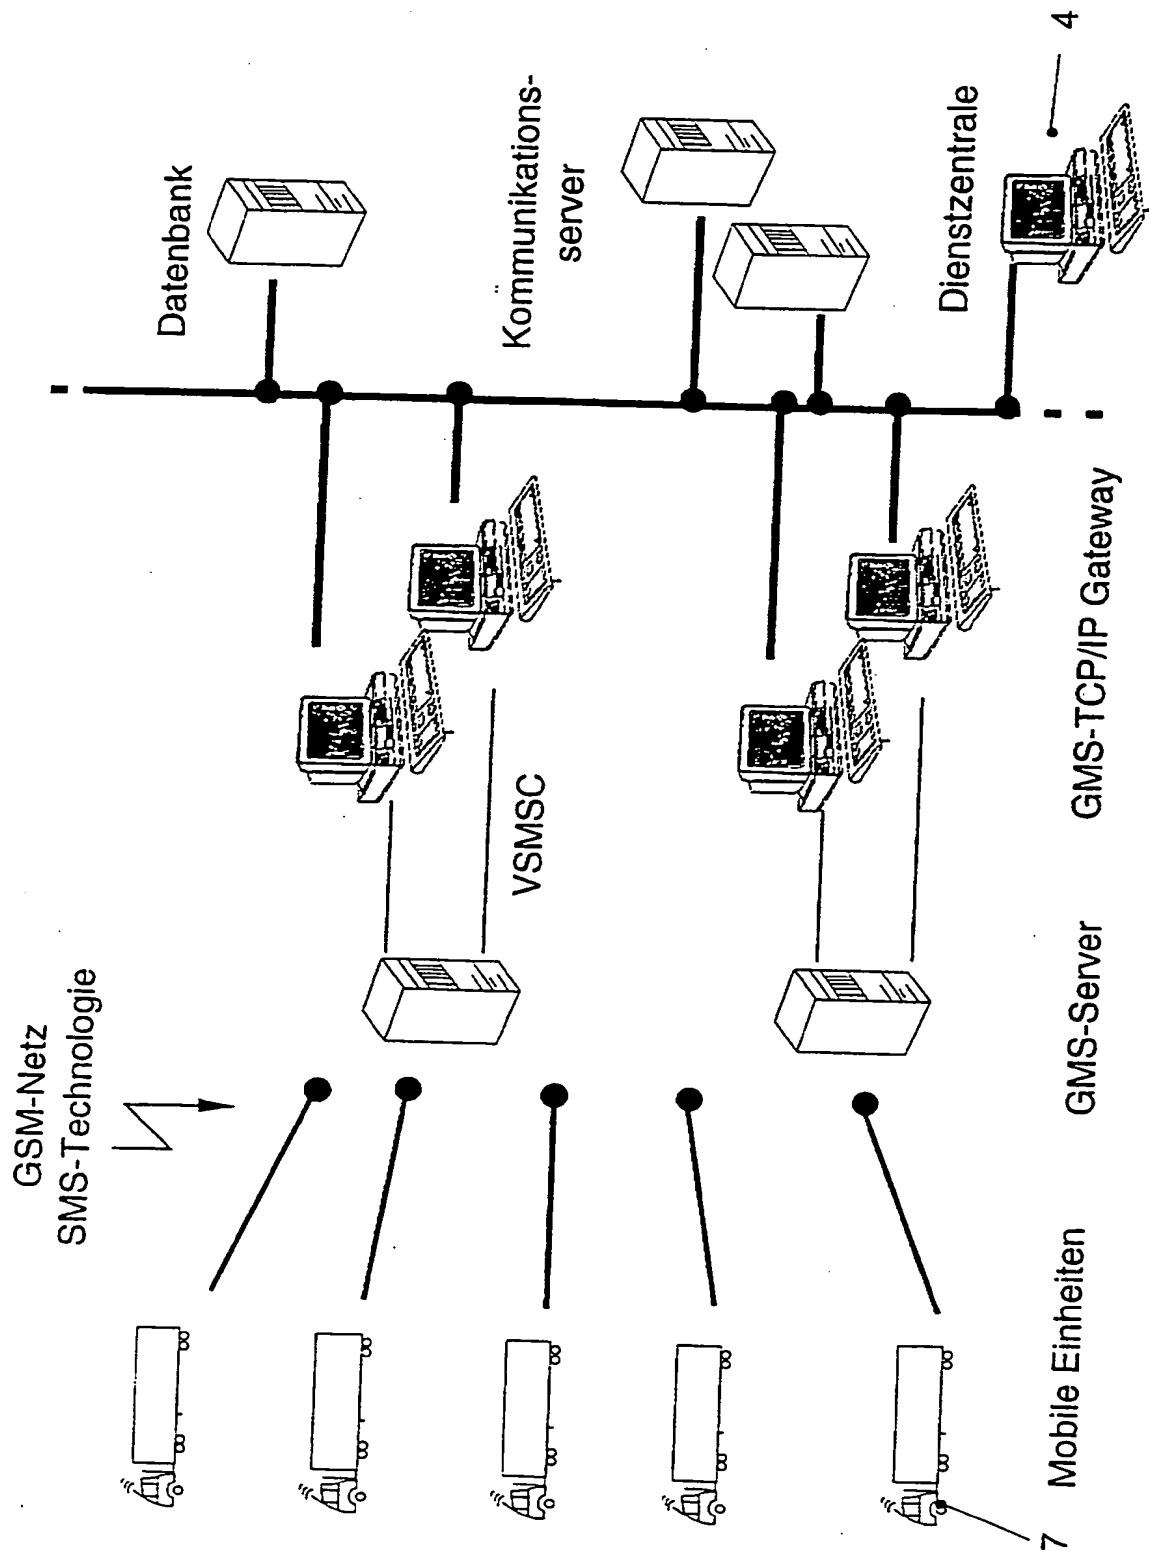 GSM-Netz
SMS-Technologie
Datenbank
Kommunikations-
server
Dienstzentrale
4
VSMSC
7
Mobile Einheiten
GMS-Server
GMS-TCP/IP Gateway